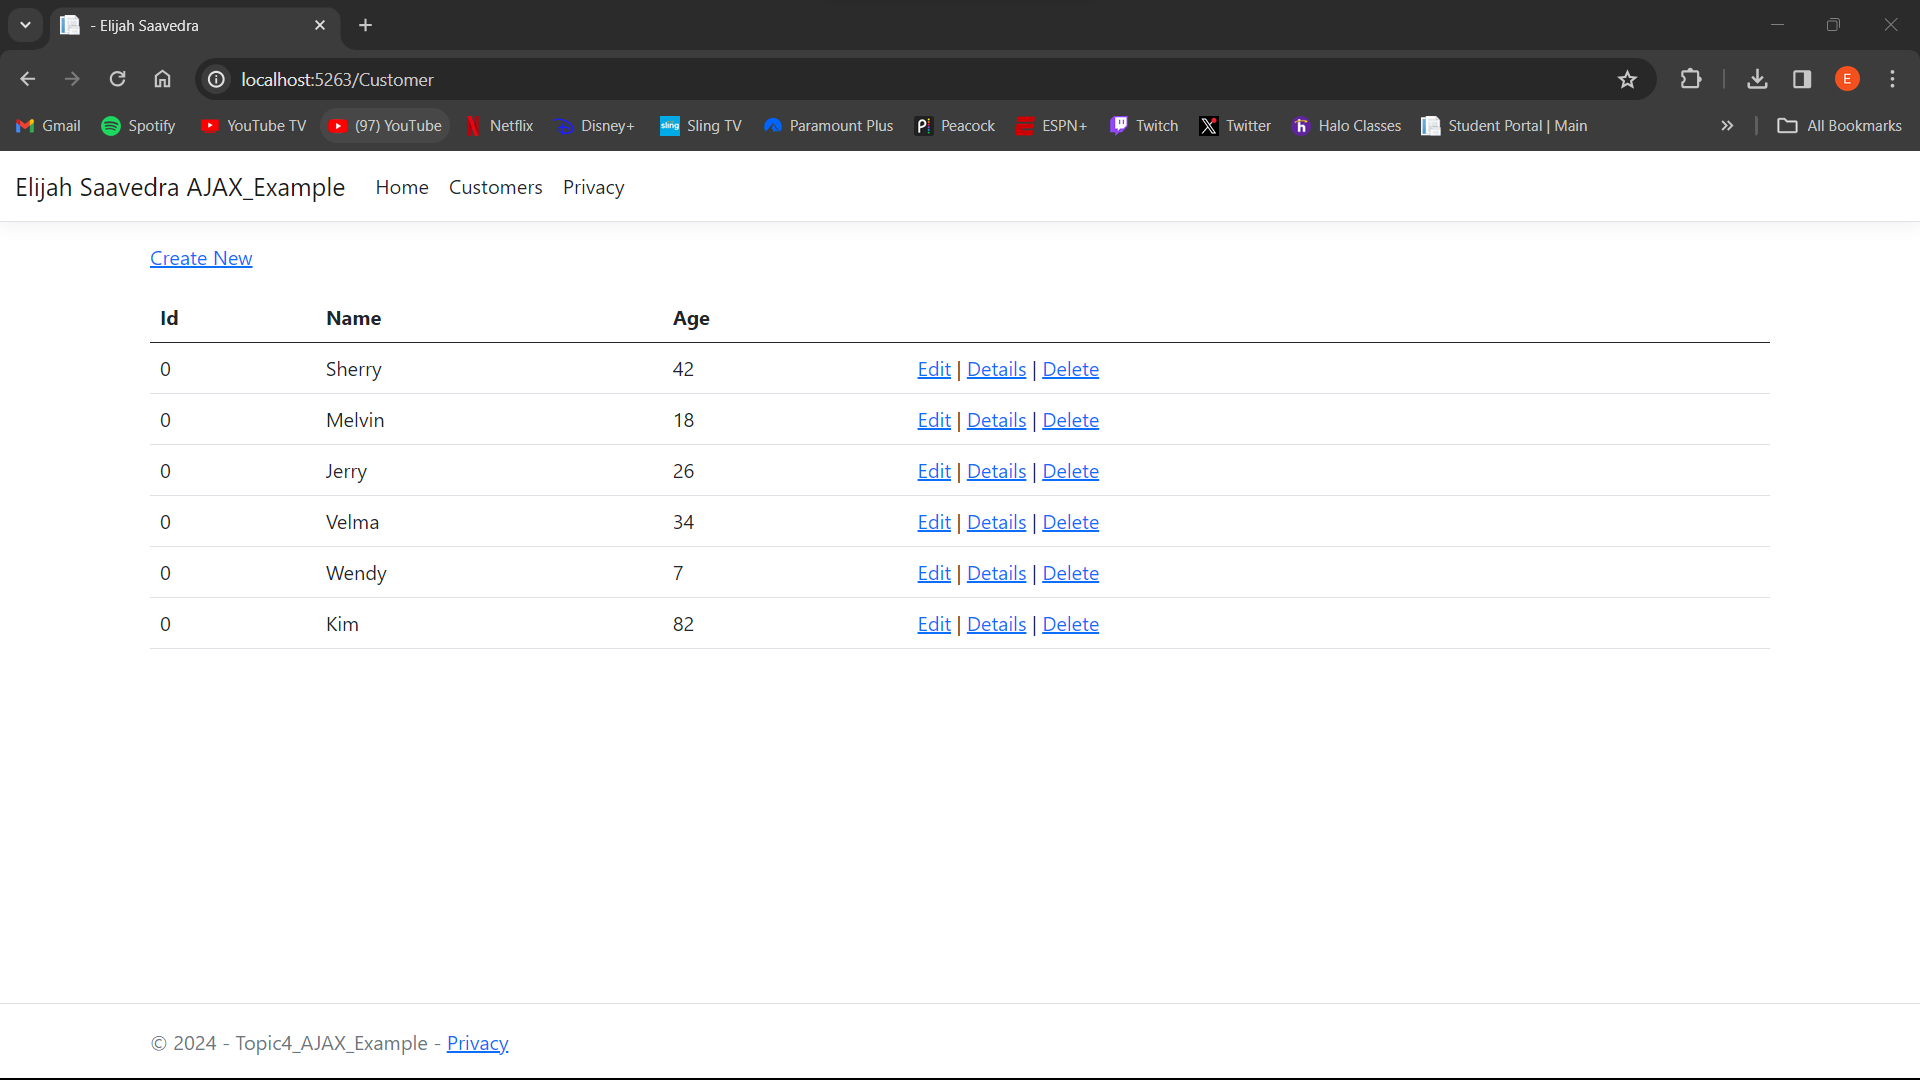 - Elijah Saavedra
localhost:5263/Customer
E
Gmail Spotify YouTube TV (97) YouTube Netflix Disney+ Sling TV Paramount Plus Peacock ESPN+ Twitch Twitter Halo Classes Student Portal | Main » All Bookmarks
Elijah Saavedra AJAX_Example Home Customers Privacy
Create New
Id Name Age
0 Sherry 42 Edit | Details | Delete
0 Melvin 18 Edit | Details | Delete
0 Jerry 26 Edit | Details | Delete
0 Velma 34 Edit | Details | Delete
0 Wendy 7 Edit | Details | Delete
0 Kim 82 Edit | Details | Delete
© 2024 - Topic4_AJAX_Example - Privacy